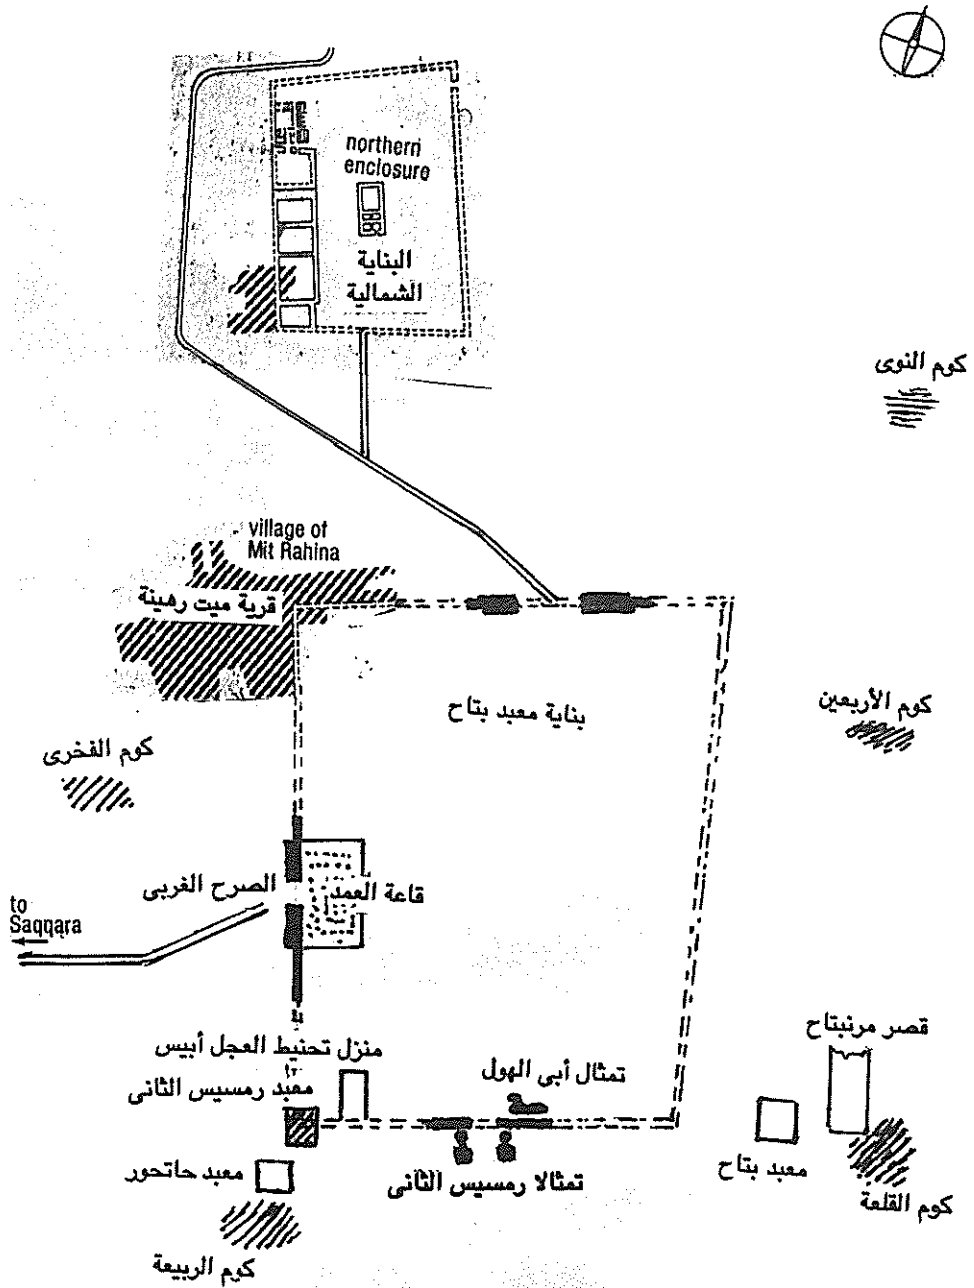 northern
enclosure
البناية
الشمالية
كوم النوى
village of
Mit Rahina
قرية ميت رهينة
كوم الأربعين
بناية معبد بتاح
كوم الفخرى
الصرح الغربى
قاعة العمد
to
Saqqara
قصر مرنبتاح
منزل تحنيط العجل أبيس
تمثال أبى الهول
معبد رمسيس الثانى
معبد بتاح
معبد حاتحور
تمثالا رمسيس الثانى
كوم القلعة
كوم الربيعة